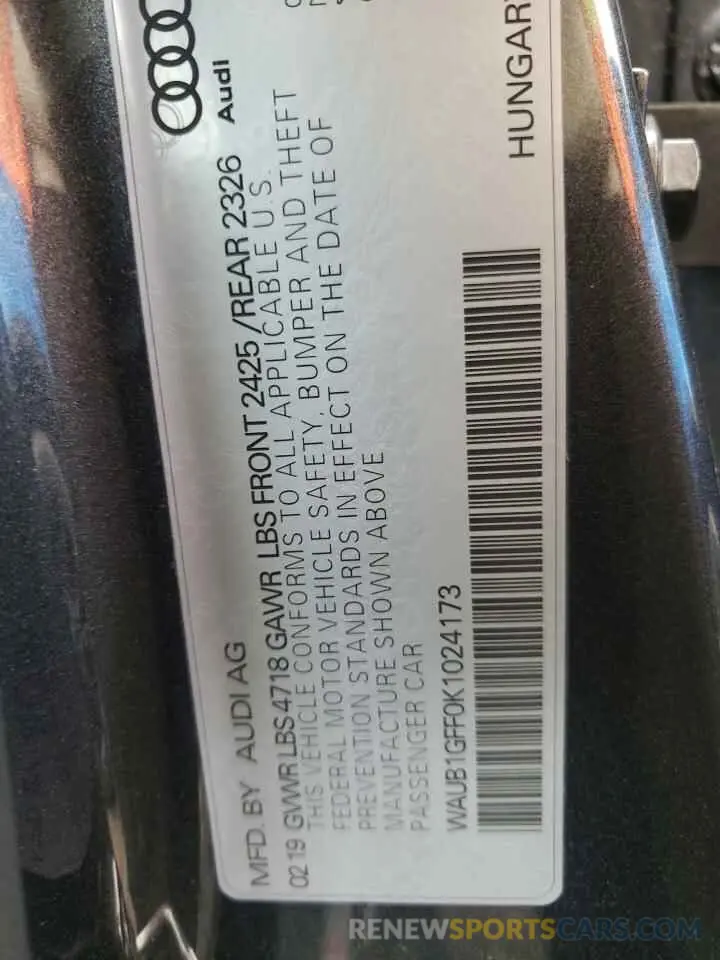 Audi
MFD. BY AUDI AG
02 19 GVWR LBS 4718 GAWR LBS FRONT 2425 /REAR 2326
THIS VEHICLE CONFORMS TO ALL APPLICABLE U.S.
FEDERAL MOTOR VEHICLE SAFETY, BUMPER AND THEFT
PREVENTION STANDARDS IN EFFECT ON THE DATE OF
MANUFACTURE SHOWN ABOVE
PASSENGER CAR
WAUB1GFF0K1024173
RENEWSPORTSCARS.COM